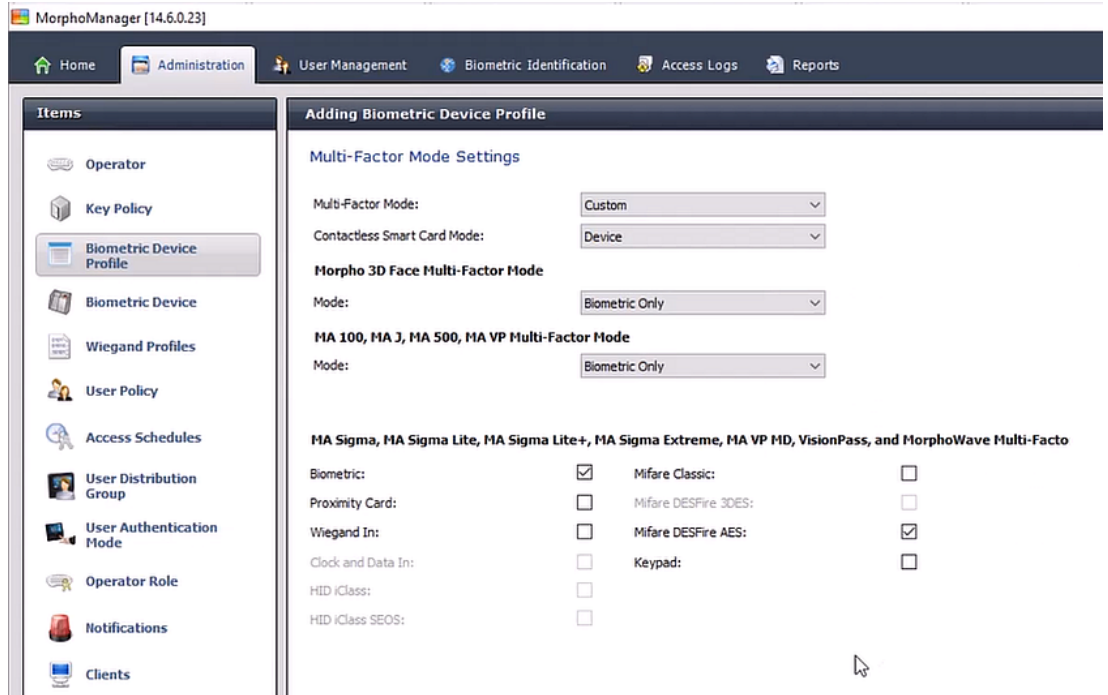 MorphoManager [14.6.0.23]
Home
Administration
User Management
Biometric Identification
Access Logs
Reports
Items
Operator
Key Policy
Biometric Device
Profile
Biometric Device
Wiegand Profiles
User Policy
Access Schedules
User Distribution
Group
User Authentication
Mode
Operator Role
Notifications
Clients
Adding Biometric Device Profile
Multi-Factor Mode Settings
Multi-Factor Mode: Custom
Contactless Smart Card Mode: Device
Morpho 3D Face Multi-Factor Mode
Mode: Biometric Only
MA 100, MA J, MA 500, MA VP Multi-Factor Mode
Mode: Biometric Only
MA Sigma, MA Sigma Lite, MA Sigma Lite+, MA Sigma Extreme, MA VP MD, VisionPass, and MorphoWave Multi-Facto
Biometric:
Proximity Card:
Wiegand In:
Clock and Data In:
HID iClass:
HID iClass SEOS:
Mifare Classic:
Mifare DESFire 3DES:
Mifare DESFire AES:
Keypad: